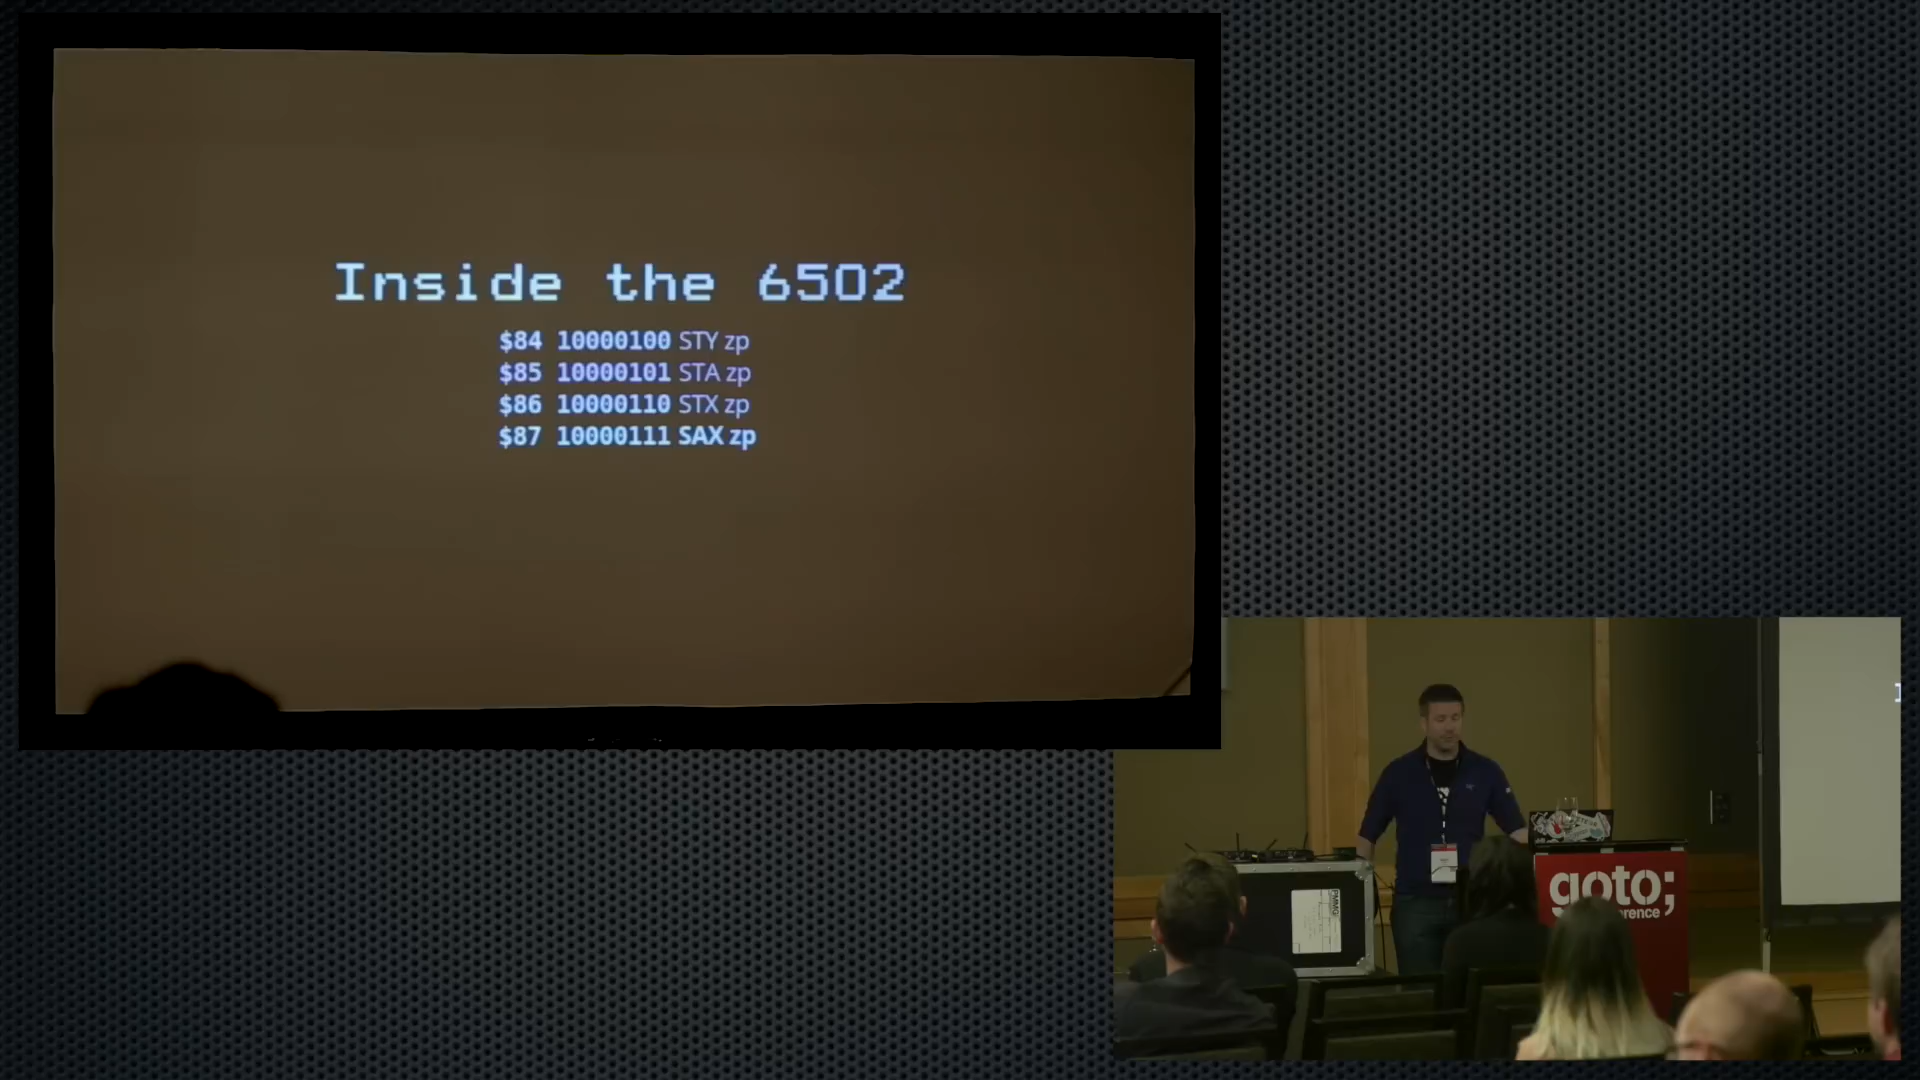 Inside the 6502
$84 10000100 STY zp
$85 10000101 STA zp
$86 10000110 STX zp
$87 10000111 SAX zp
goto;
rence